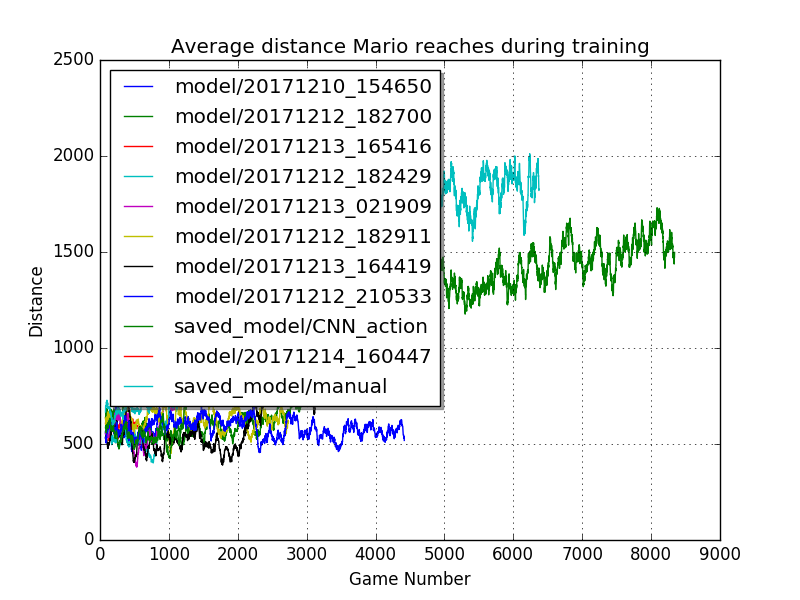 Average distance Mario reaches during training
2500
2000
1500
1000
500
0
Distance
model/20171210_154650
model/20171212_182700
model/20171213_165416
model/20171212_182429
model/20171213_021909
model/20171212_182911
model/20171213_164419
model/20171212_210533
saved_model/CNN_action
model/20171214_160447
saved_model/manual
0 1000 2000 3000 4000 5000 6000 7000 8000 9000
Game Number